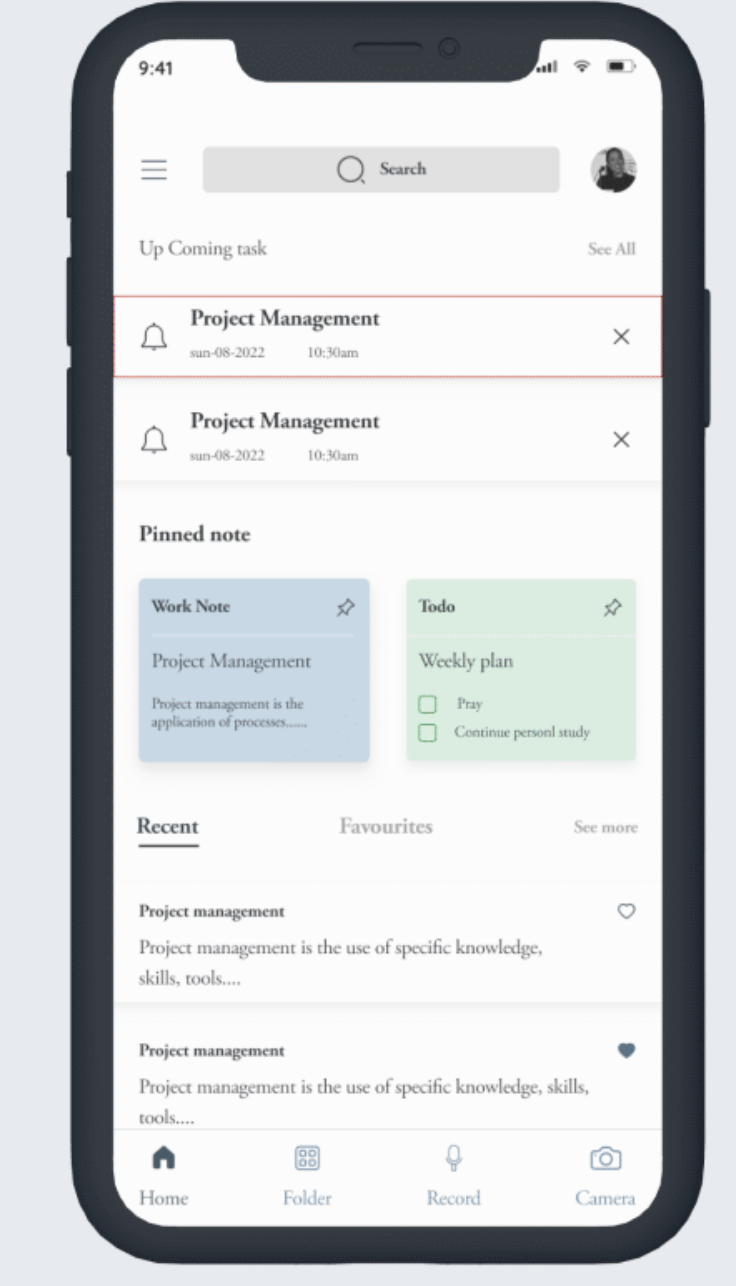 9:41
Search
Up Coming task
See All
Project Management
sun-08-2022 10:30am
Project Management
sun-08-2022 10:30am
Pinned note
Work Note
Project Management
Project management is the
application of processes......
Todo
Weekly plan
Pray
Continue personl study
Recent
Favourites
See more
Project management
Project management is the use of specific knowledge,
skills, tools....
Project management
Project management is the use of specific knowledge, skills,
tools....
Home
Folder
Record
Camera